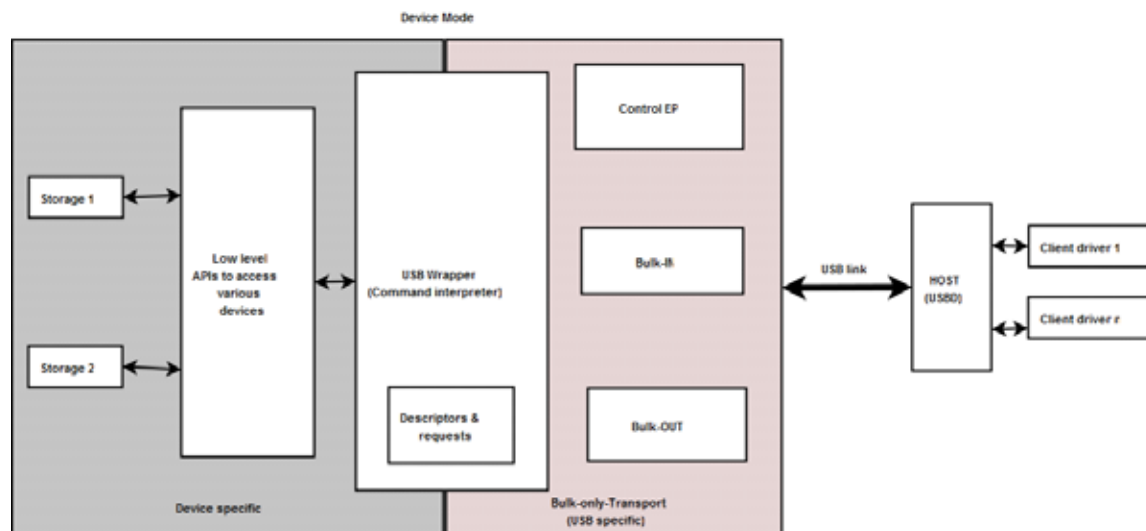 Device Mode
Control EP
Storage 1
Low level
APIs to access
various
devices
USB Wrapper
(Command interpreter)
Bulk-IN
USB link
HOST
(USBD)
Client driver 1
Client driver r
Storage 2
Descriptors &
requests
Bulk-OUT
Device specific
Bulk-only-Transport
(USB specific)